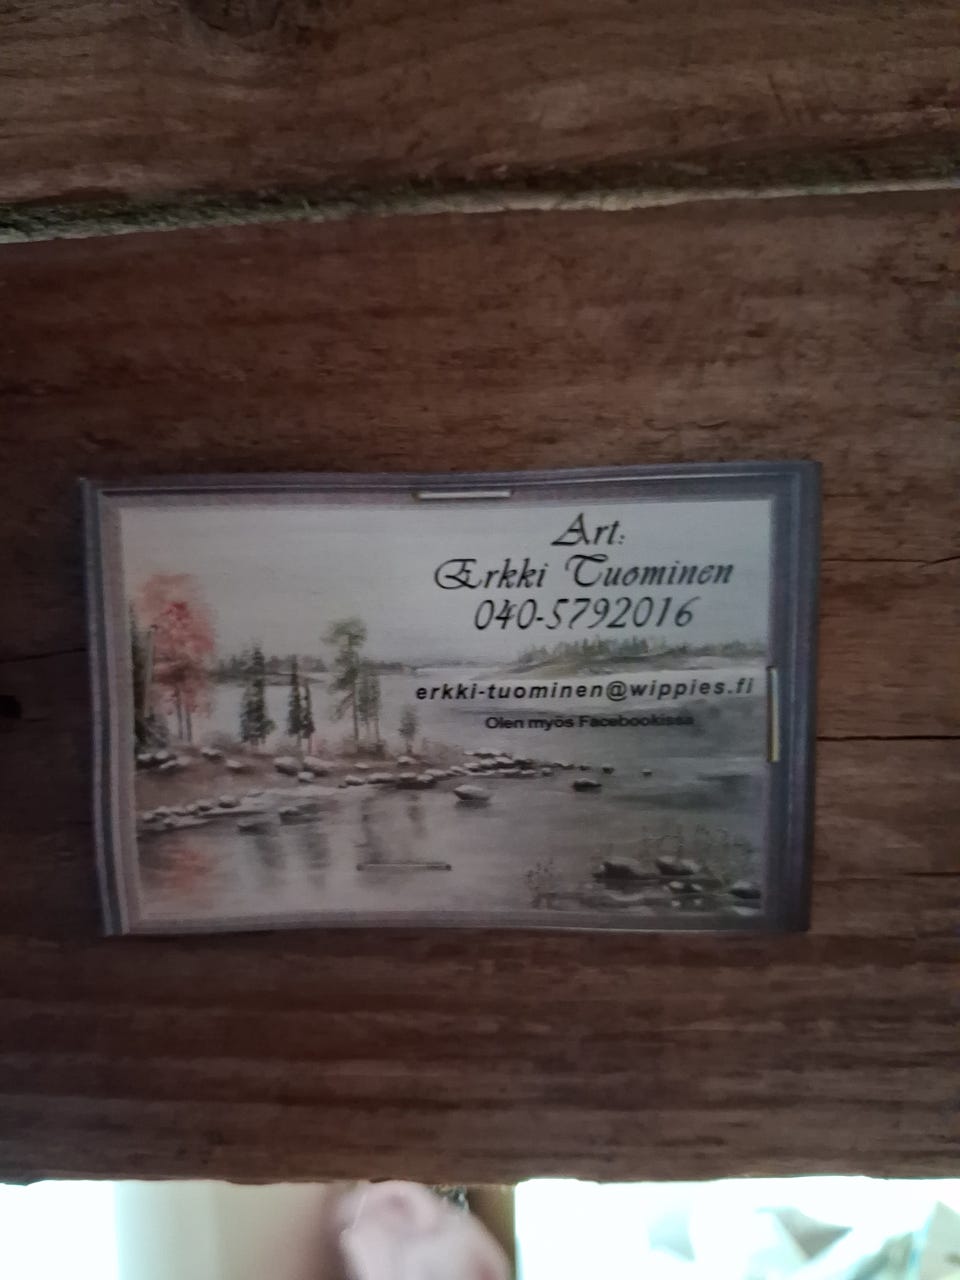 Art:
Erkki Tuominen
040-5792016
erkki-tuominen@wippies.fi
Olen myös Facebookissa